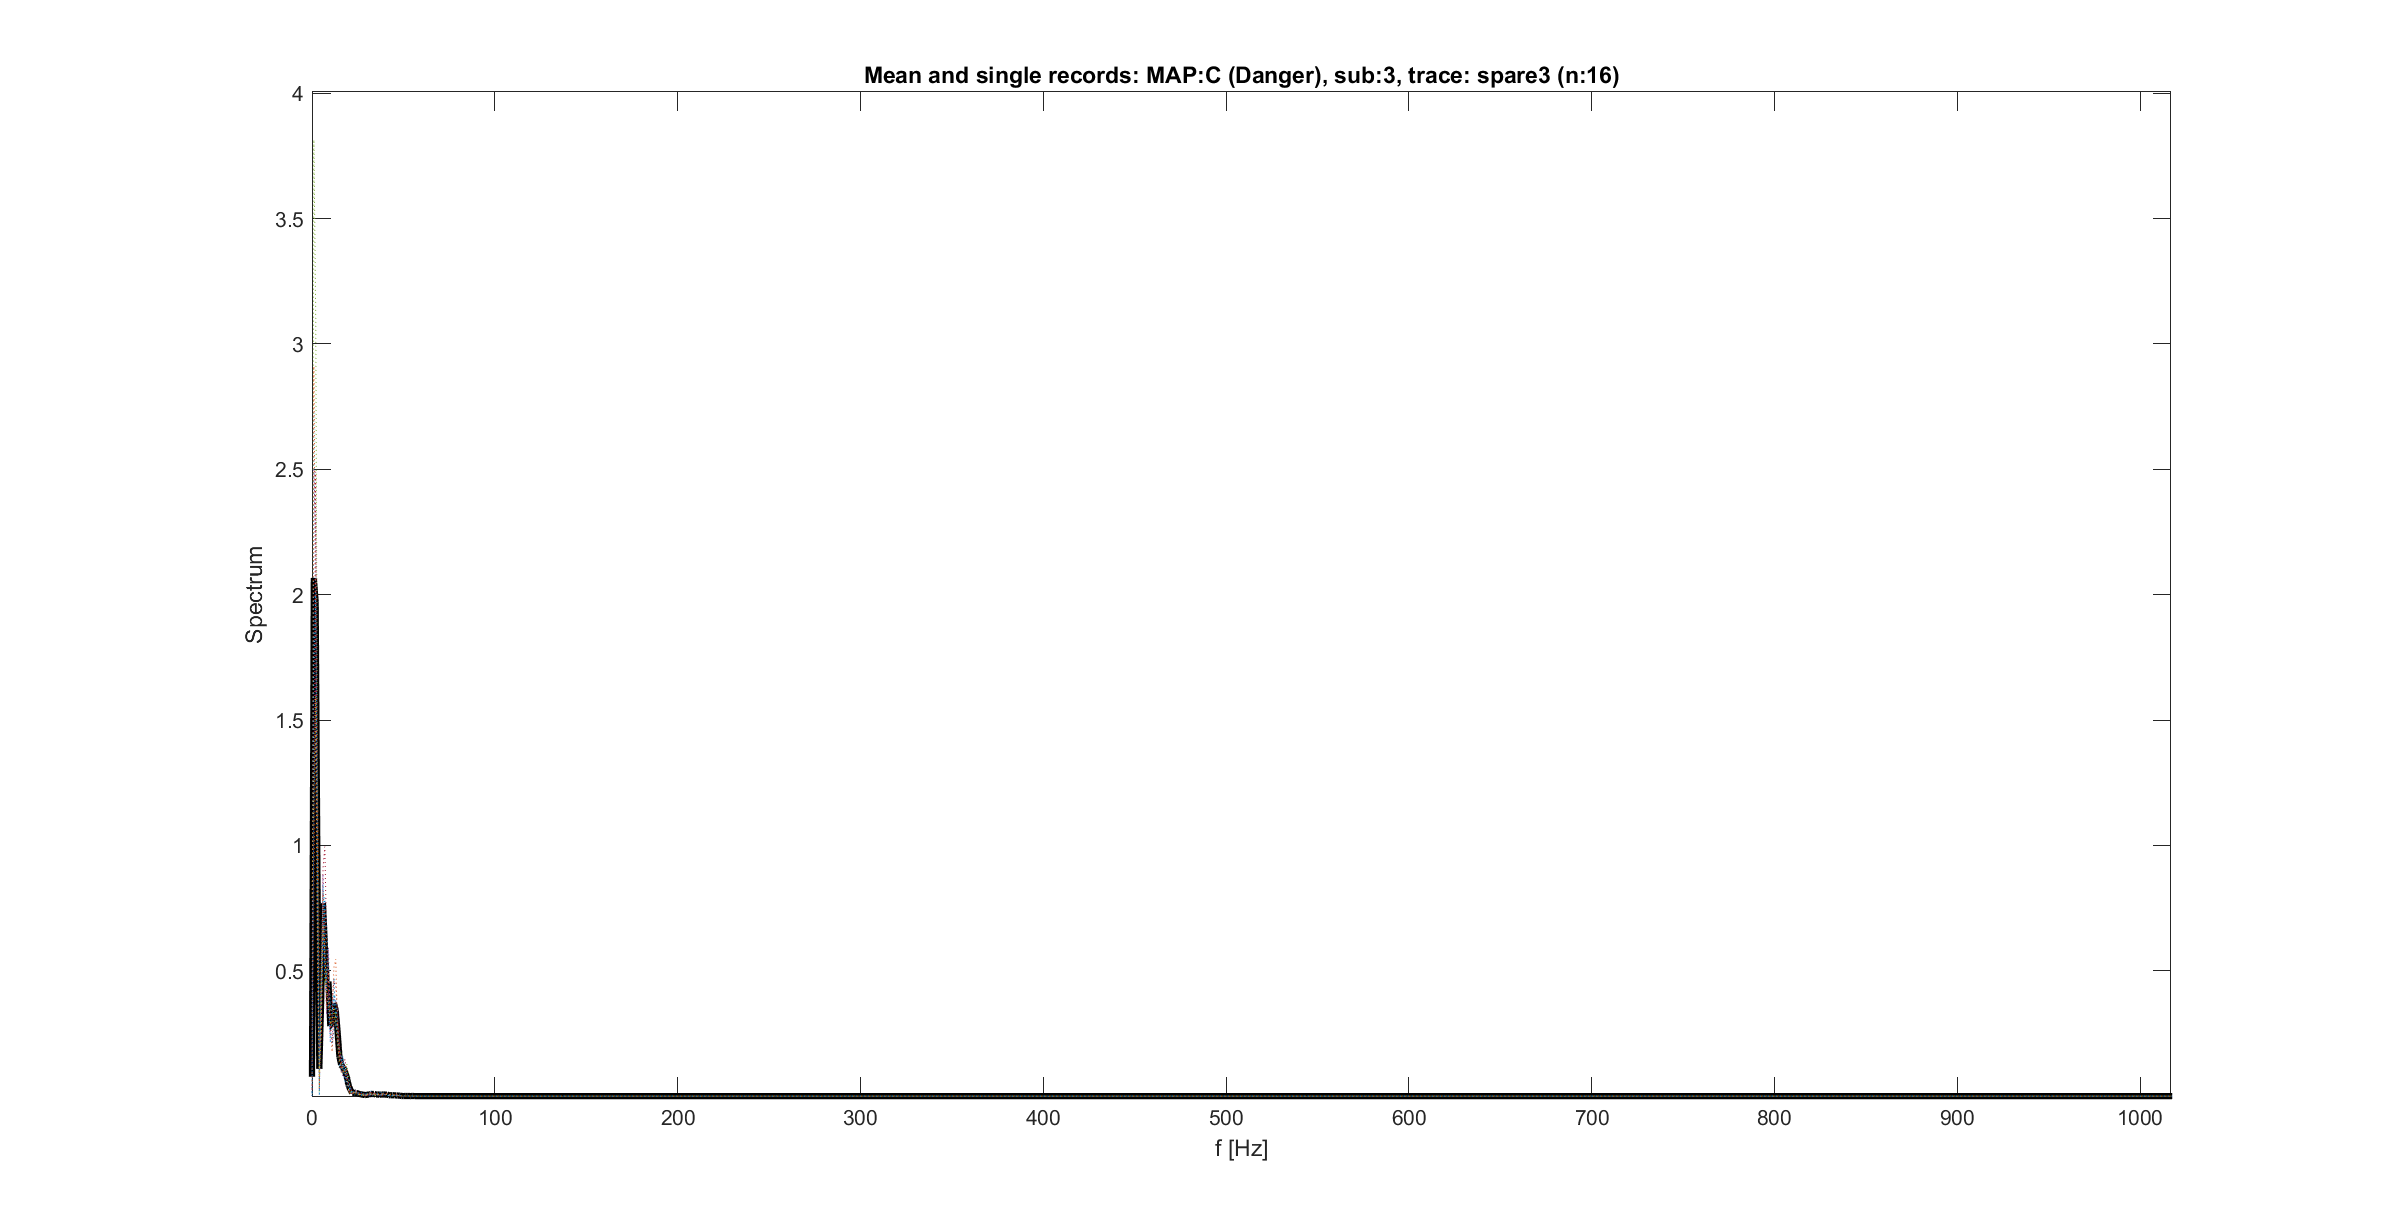 Mean and single records: MAP:C (Danger), sub:3, trace: spare3 (n:16)
4
3.5
3
2.5
2
1.5
1
0.5
Spectrum
0 100 200 300 400 500 600 700 800 900 1000
f [Hz]